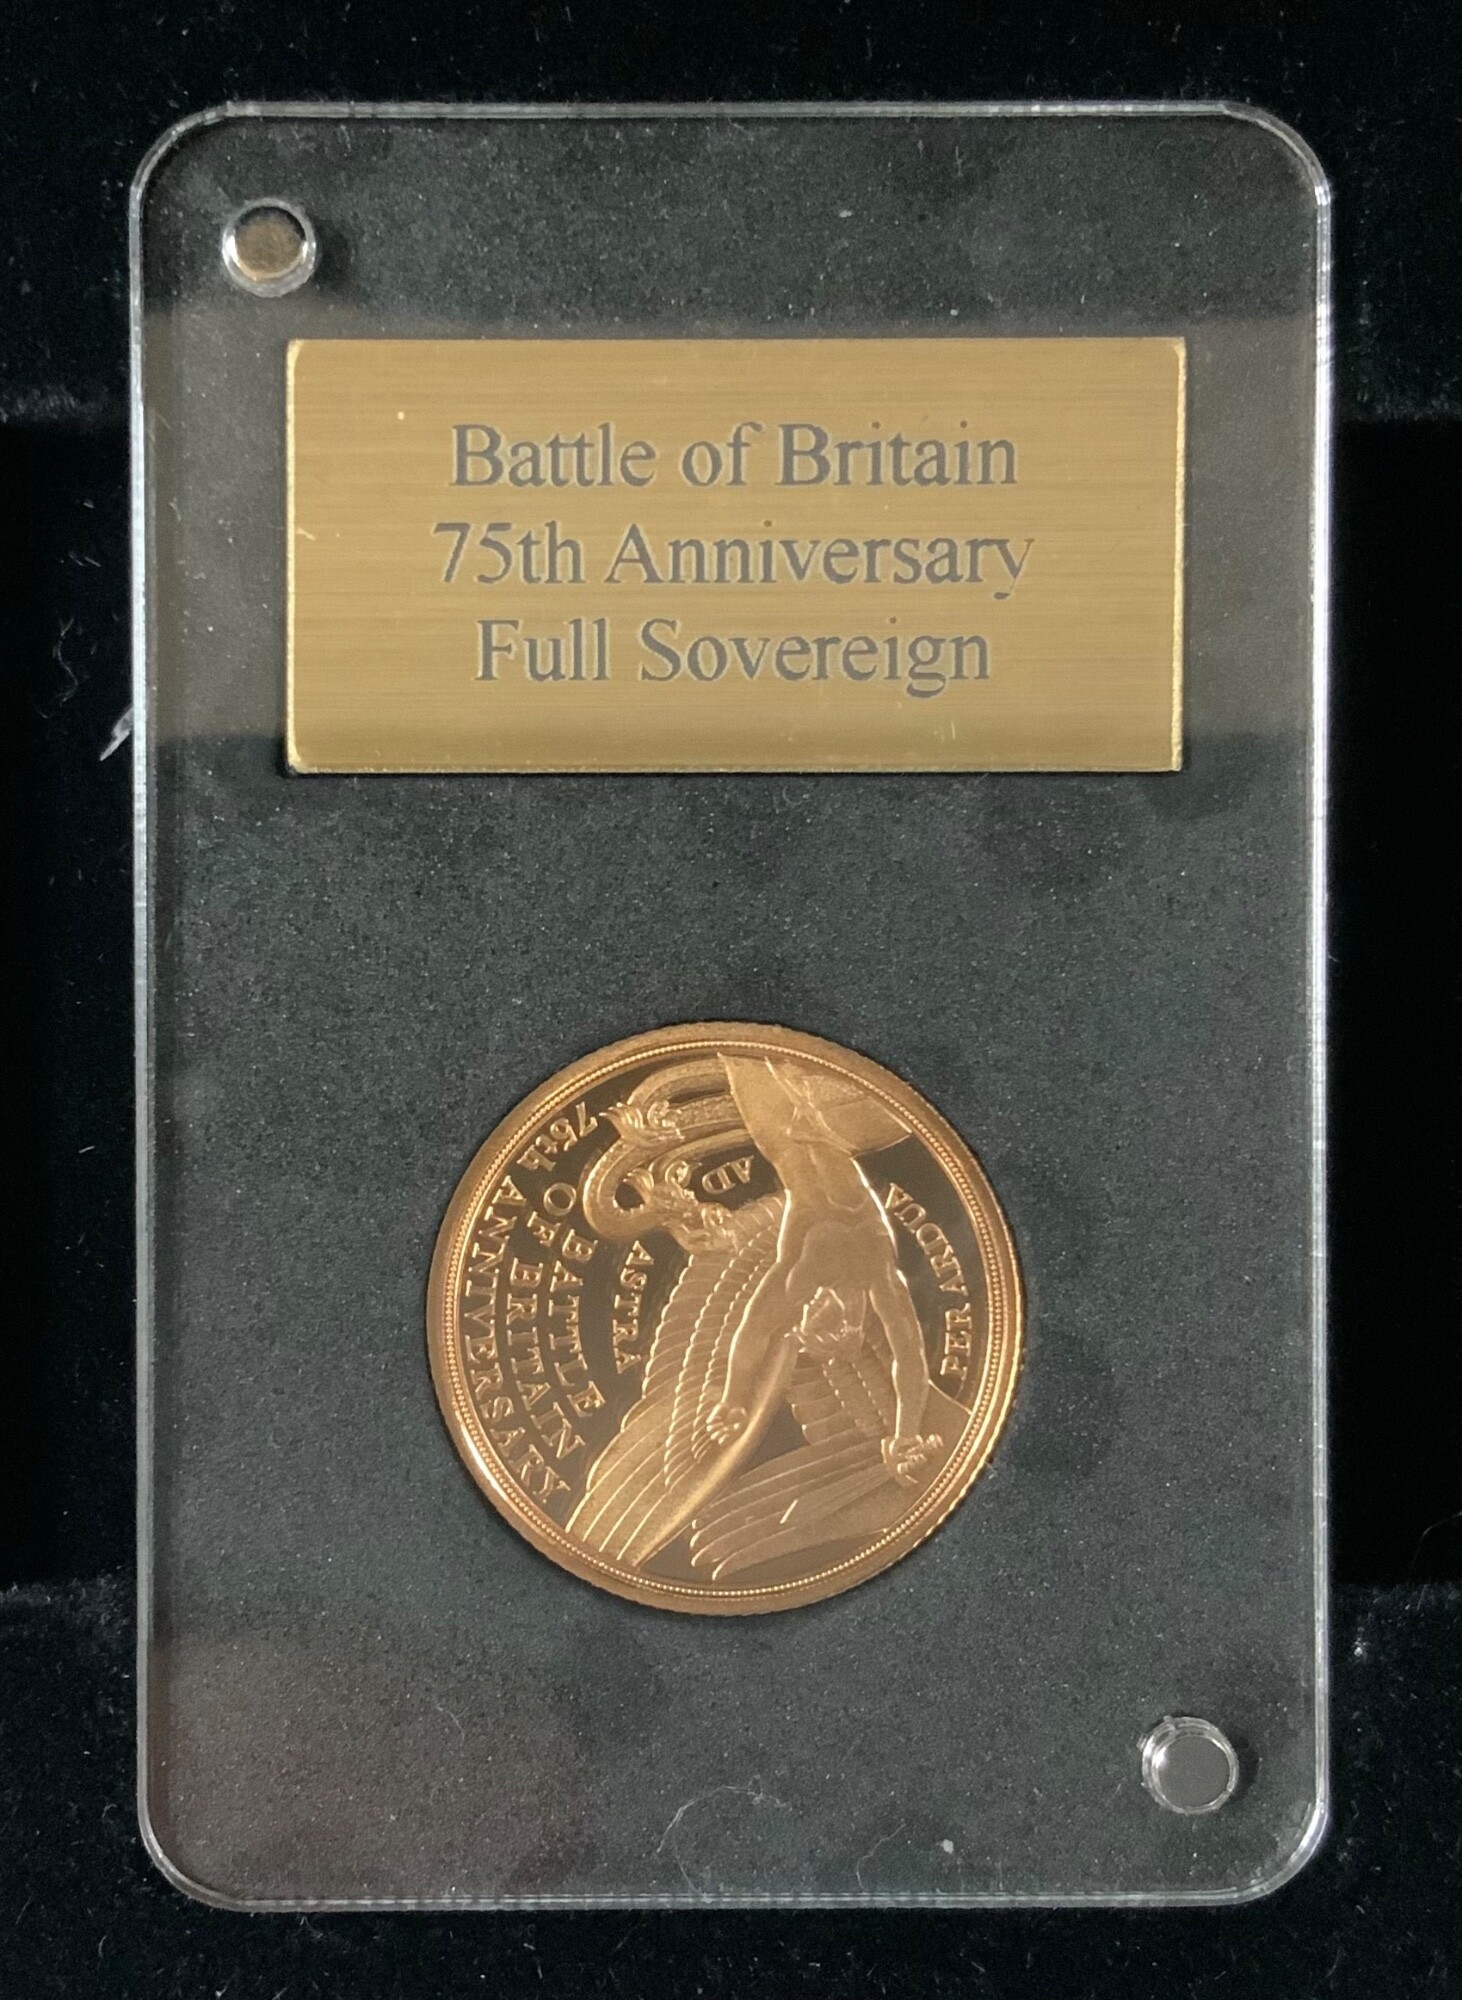 Battle of Britain
75th Anniversary
Full Sovereign
PER ARDUA
AD
ASTRA
BATTLE
OF BRITAIN
75th ANNIVERSARY